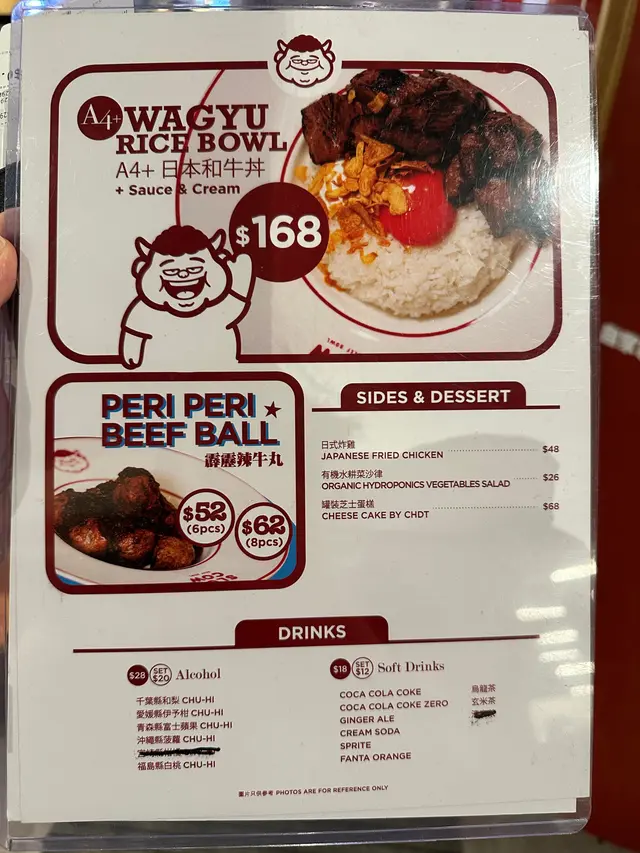 A4+ WAGYU
RICE BOWL
A4+ 日本和牛丼
+ Sauce & Cream
$168
PERI PERI
BEEF BALL
霹靂辣牛丸
$52
(6pcs)
$62
(8pcs)
SIDES & DESSERT
日式炸雞
JAPANESE FRIED CHICKEN $48
有機水耕菜沙律
ORGANIC HYDROPONICS VEGETABLES SALAD $26
罐裝芝士蛋糕
CHEESE CAKE BY CHDT $68
DRINKS
$28 SET $20 Alcohol
千葉縣和梨 CHU-HI
愛媛縣伊予柑 CHU-HI
青森縣富士蘋果 CHU-HI
沖繩縣菠蘿 CHU-HI
福島縣白桃 CHU-HI
$18 SET $12 Soft Drinks
COCA COLA COKE
COCA COLA COKE ZERO
GINGER ALE
CREAM SODA
SPRITE
FANTA ORANGE
烏龍茶
玄米茶
圖片只供參考 PHOTOS ARE FOR REFERENCE ONLY